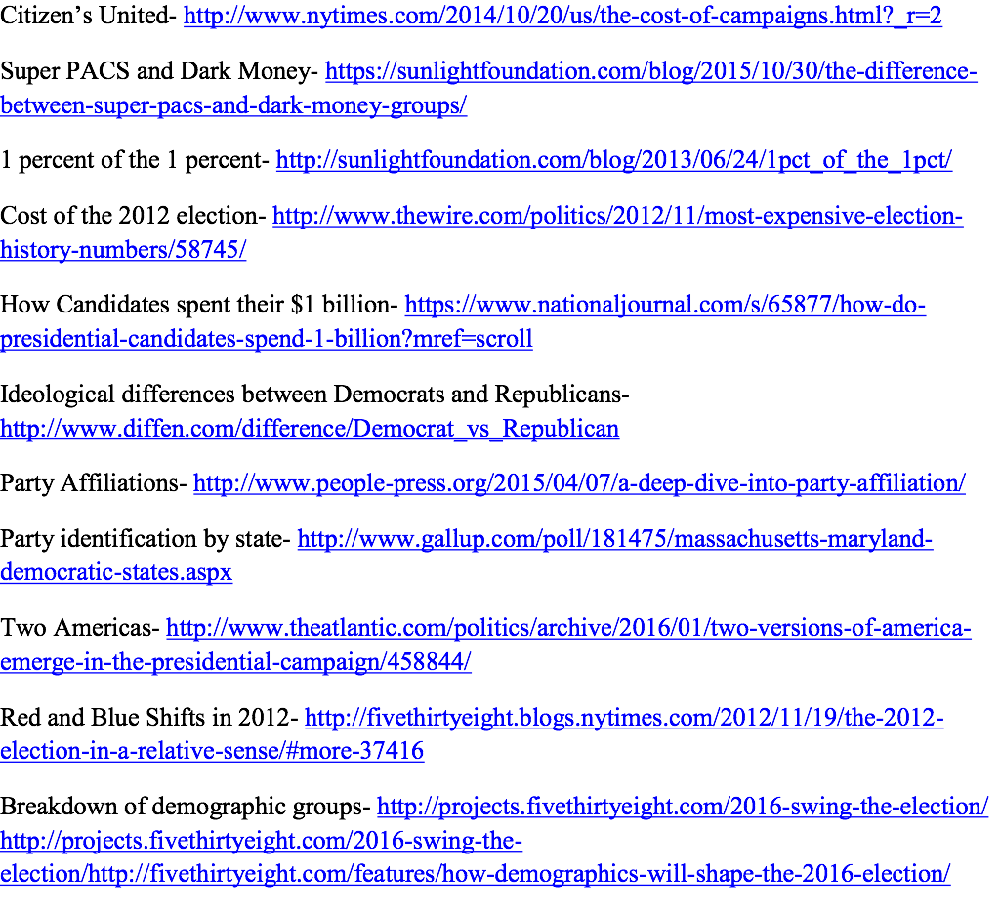 Citizen’s United- http://www.nytimes.com/2014/10/20/us/the-cost-of-campaigns.html?_r=2
Super PACS and Dark Money- https://sunlightfoundation.com/blog/2015/10/30/the-difference-
between-super-pacs-and-dark-money-groups/
1 percent of the 1 percent- http://sunlightfoundation.com/blog/2013/06/24/1pct_of_the_1pct/
Cost of the 2012 election- http://www.thewire.com/politics/2012/11/most-expensive-election-
history-numbers/58745/
How Candidates spent their $1 billion- https://www.nationaljournal.com/s/65877/how-do-
presidential-candidates-spend-1-billion?mref=scroll
Ideological differences between Democrats and Republicans-
http://www.diffen.com/difference/Democrat_vs_Republican
Party Affiliations- http://www.people-press.org/2015/04/07/a-deep-dive-into-party-affiliation/
Party identification by state- http://www.gallup.com/poll/181475/massachusetts-maryland-
democratic-states.aspx
Two Americas- http://www.theatlantic.com/politics/archive/2016/01/two-versions-of-america-
emerge-in-the-presidential-campaign/458844/
Red and Blue Shifts in 2012- http://fivethirtyeight.blogs.nytimes.com/2012/11/19/the-2012-
election-in-a-relative-sense/#more-37416
Breakdown of demographic groups- http://projects.fivethirtyeight.com/2016-swing-the-election/
http://projects.fivethirtyeight.com/2016-swing-the-
election/http://fivethirtyeight.com/features/how-demographics-will-shape-the-2016-election/